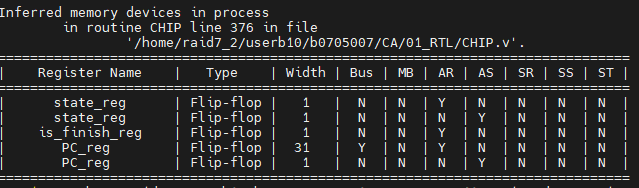 Inferred memory devices in process
in routine CHIP line 376 in file
'/home/raid7_2/userb10/b0705007/CA/01_RTL/CHIP.v'.
===============================================================================
| Register Name | Type | Width | Bus | MB | AR | AS | SR | SS | ST |
===============================================================================
| state_reg | Flip-flop | 1 | N | N | Y | N | N | N | N |
| state_reg | Flip-flop | 1 | N | N | N | Y | N | N | N |
| is_finish_reg | Flip-flop | 1 | N | N | Y | N | N | N | N |
| PC_reg | Flip-flop | 31 | Y | N | Y | N | N | N | N |
| PC_reg | Flip-flop | 1 | N | N | N | Y | N | N | N |
===============================================================================